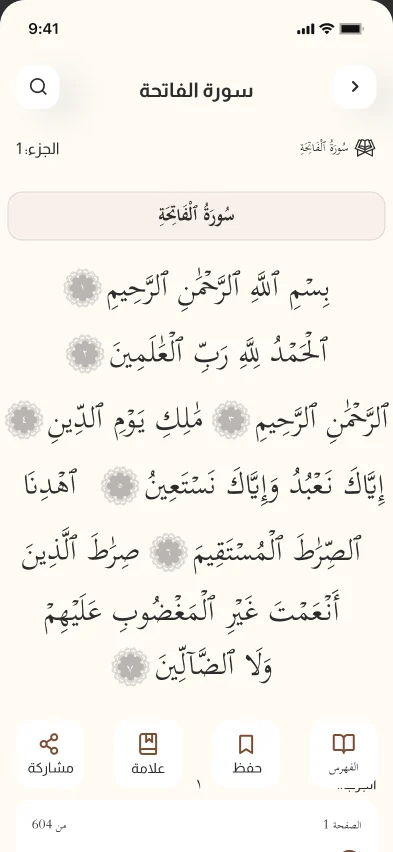 9:41
سورة الفاتحة
سُورَةُ ٱلْفَاتِحَةِ
الجزء: 1
سُورَةُ ٱلْفَاتِحَةِ
بِسْمِ ٱللَّهِ ٱلرَّحْمَٰنِ ٱلرَّحِيمِ ١
ٱلْحَمْدُ لِلَّهِ رَبِّ ٱلْعَٰلَمِينَ ٢
ٱلرَّحْمَٰنِ ٱلرَّحِيمِ ٣ مَٰلِكِ يَوْمِ ٱلدِّينِ ٤
إِيَّاكَ نَعْبُدُ وَإِيَّاكَ نَسْتَعِينُ ٥ ٱهْدِنَا
ٱلصِّرَٰطَ ٱلْمُسْتَقِيمَ ٦ صِرَٰطَ ٱلَّذِينَ
أَنْعَمْتَ غَيْرِ ٱلْمَغْضُوبِ عَلَيْهِمْ
وَلَا ٱلضَّآلِّينَ ٧
الفهرس
حفظ
علامة
مشاركة
١
الصفحة 1
من 604